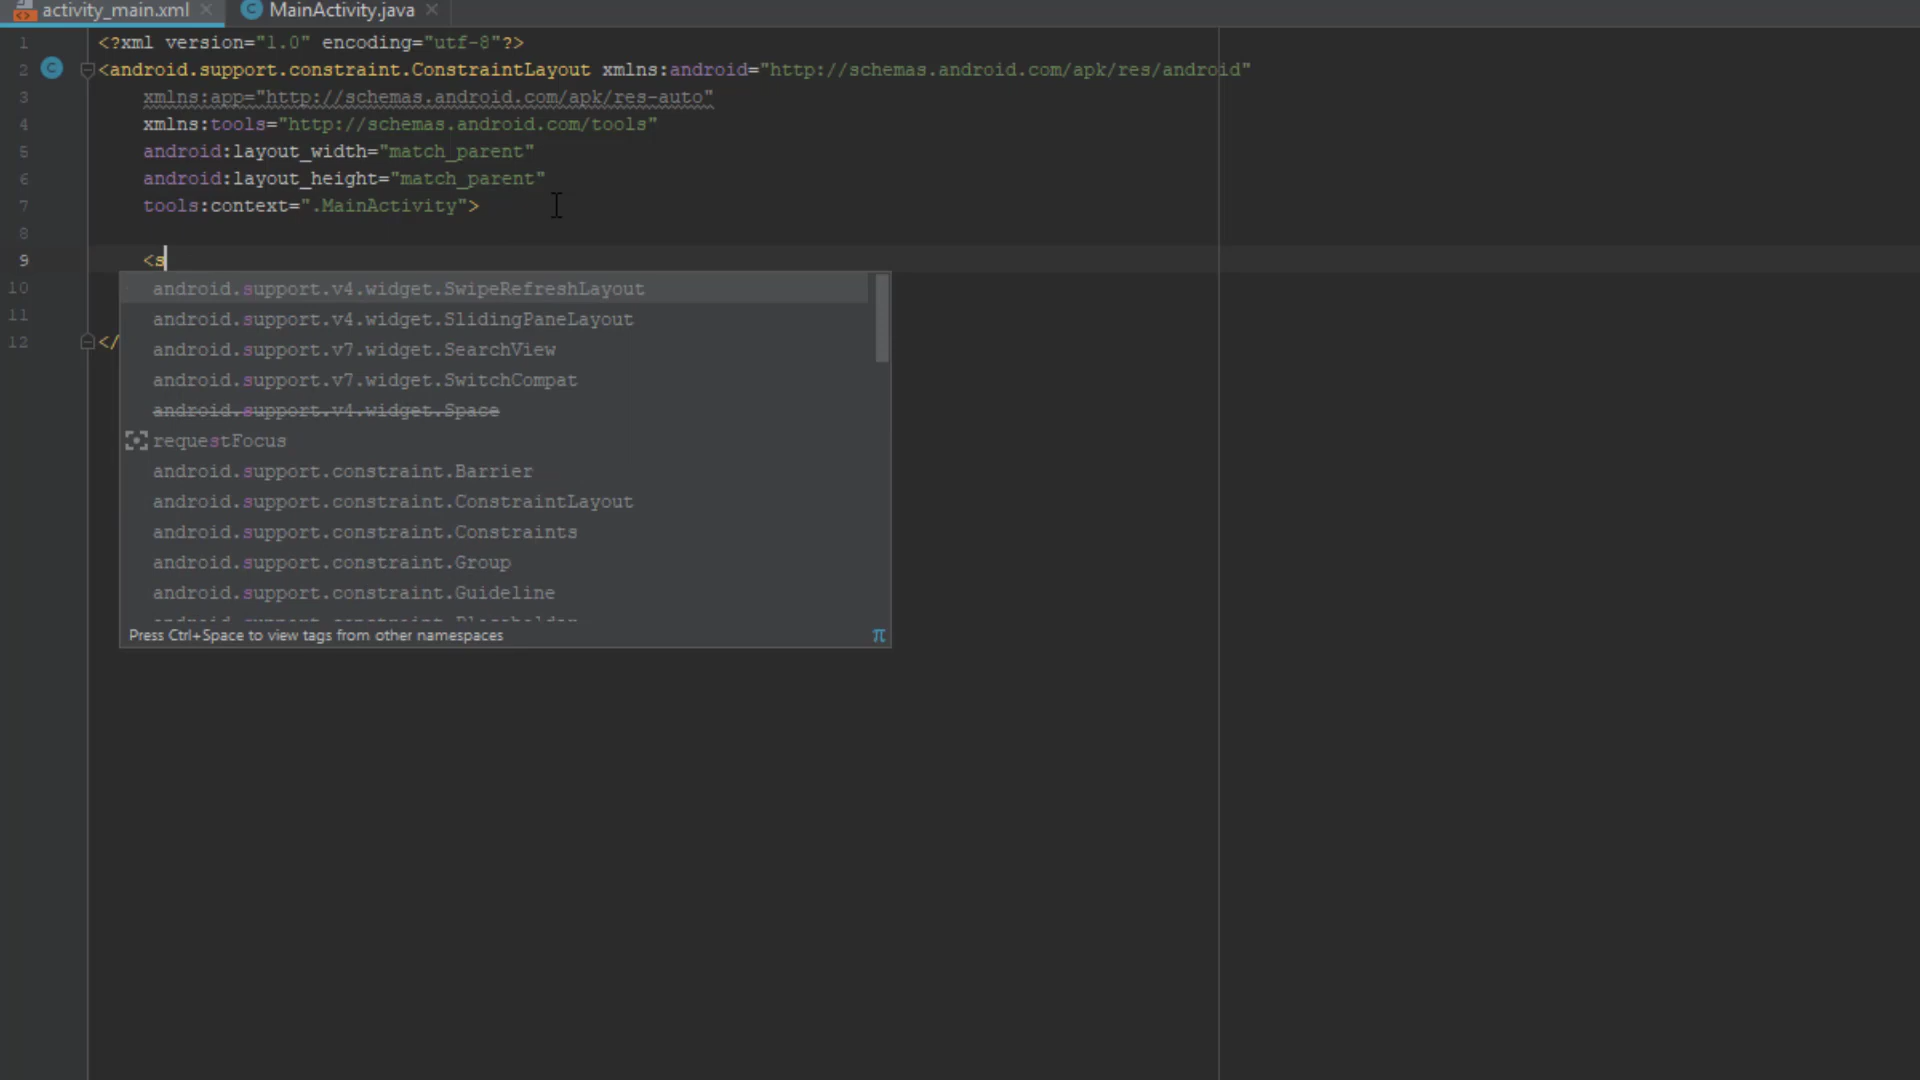 activity_main.xml
MainActivity.java
1 <?xml version="1.0" encoding="utf-8"?>
2 <android.support.constraint.ConstraintLayout xmlns:android="http://schemas.android.com/apk/res/android"
3 xmlns:app="http://schemas.android.com/apk/res-auto"
4 xmlns:tools="http://schemas.android.com/tools"
5 android:layout_width="match_parent"
6 android:layout_height="match_parent"
7 tools:context=".MainActivity">
8
9 <s
android.support.v4.widget.SwipeRefreshLayout
10
android.support.v4.widget.SlidingPaneLayout
11
12 </
android.support.v7.widget.SearchView
android.support.v7.widget.SwitchCompat
android.support.v4.widget.Space
requestFocus
android.support.constraint.Barrier
android.support.constraint.ConstraintLayout
android.support.constraint.Constraints
android.support.constraint.Group
android.support.constraint.Guideline
Press Ctrl+Space to view tags from other namespaces π